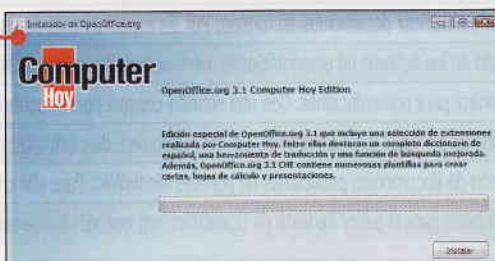 Instalador de OpenOffice.org
Computer
Hoy
OpenOffice.org 3.1 Computer Hoy Edition
Edición especial de OpenOffice.org 3.1 que incluye una selección de extensiones
realizada por Computer Hoy. Entre ellas destacan un completo diccionario de
español, una herramienta de traducción y una función de búsqueda mejorada.
Además, OpenOffice.org 3.1 CHE contiene numerosas plantillas para crear
cartas, hojas de cálculo y presentaciones.
Instalar